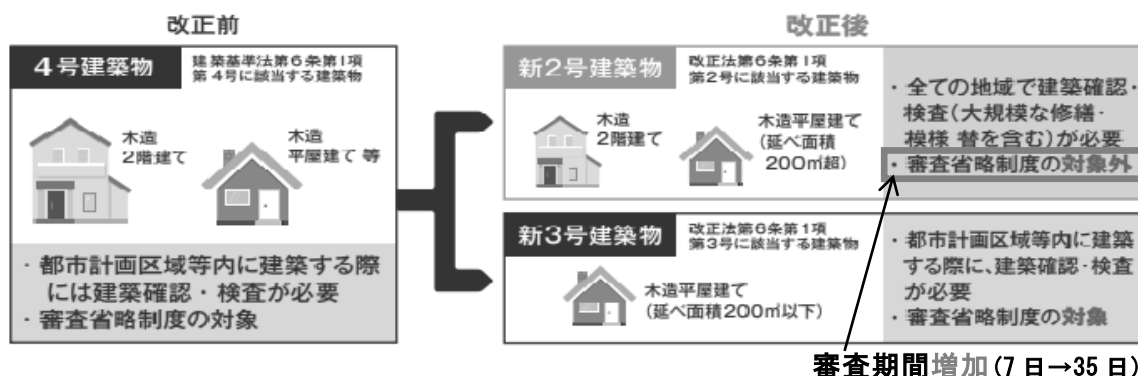 改正前
4号建築物
建築基準法第6条第1項
第4号に該当する建築物
木造
2階建て
木造
平屋建て 等
・都市計画区域等内に建築する際
には建築確認・検査が必要
・審査省略制度の対象
改正後
新2号建築物
改正法第6条第1項
第2号に該当する建築物
木造
2階建て
木造平屋建て
(延べ面積
200㎡超)
・全ての地域で建築確認・
検査(大規模な修繕・
模様 替を含む)が必要
・審査省略制度の対象外
新3号建築物
改正法第6条第1項
第3号に該当する建築物
木造平屋建て
(延べ面積200㎡以下)
・都市計画区域等内に建築
する際に、建築確認・検査
が必要
・審査省略制度の対象
審査期間増加(7日→35日)